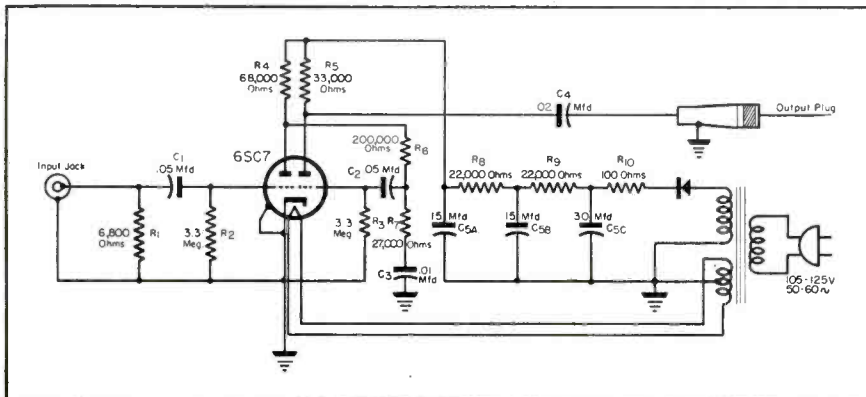 R4
68,000
Ohms
R5
33,000
Ohms
C4
.02 Mfd
Output Plug
Input Jack
C1
.05 Mfd
6SC7
200,000
Ohms
R6
C2 .05 Mfd
R8
22,000 Ohms
R9
22,000 Ohms
R10
100 Ohms
6,800
Ohms
R1
3.3
Meg.
R2
3.3
Meg.
R3
R7
27,000
Ohms
C3 .01
Mfd
15 Mfd
C5A
15 Mfd
C5B
30 Mfd
C5C
105-125V
50-60~